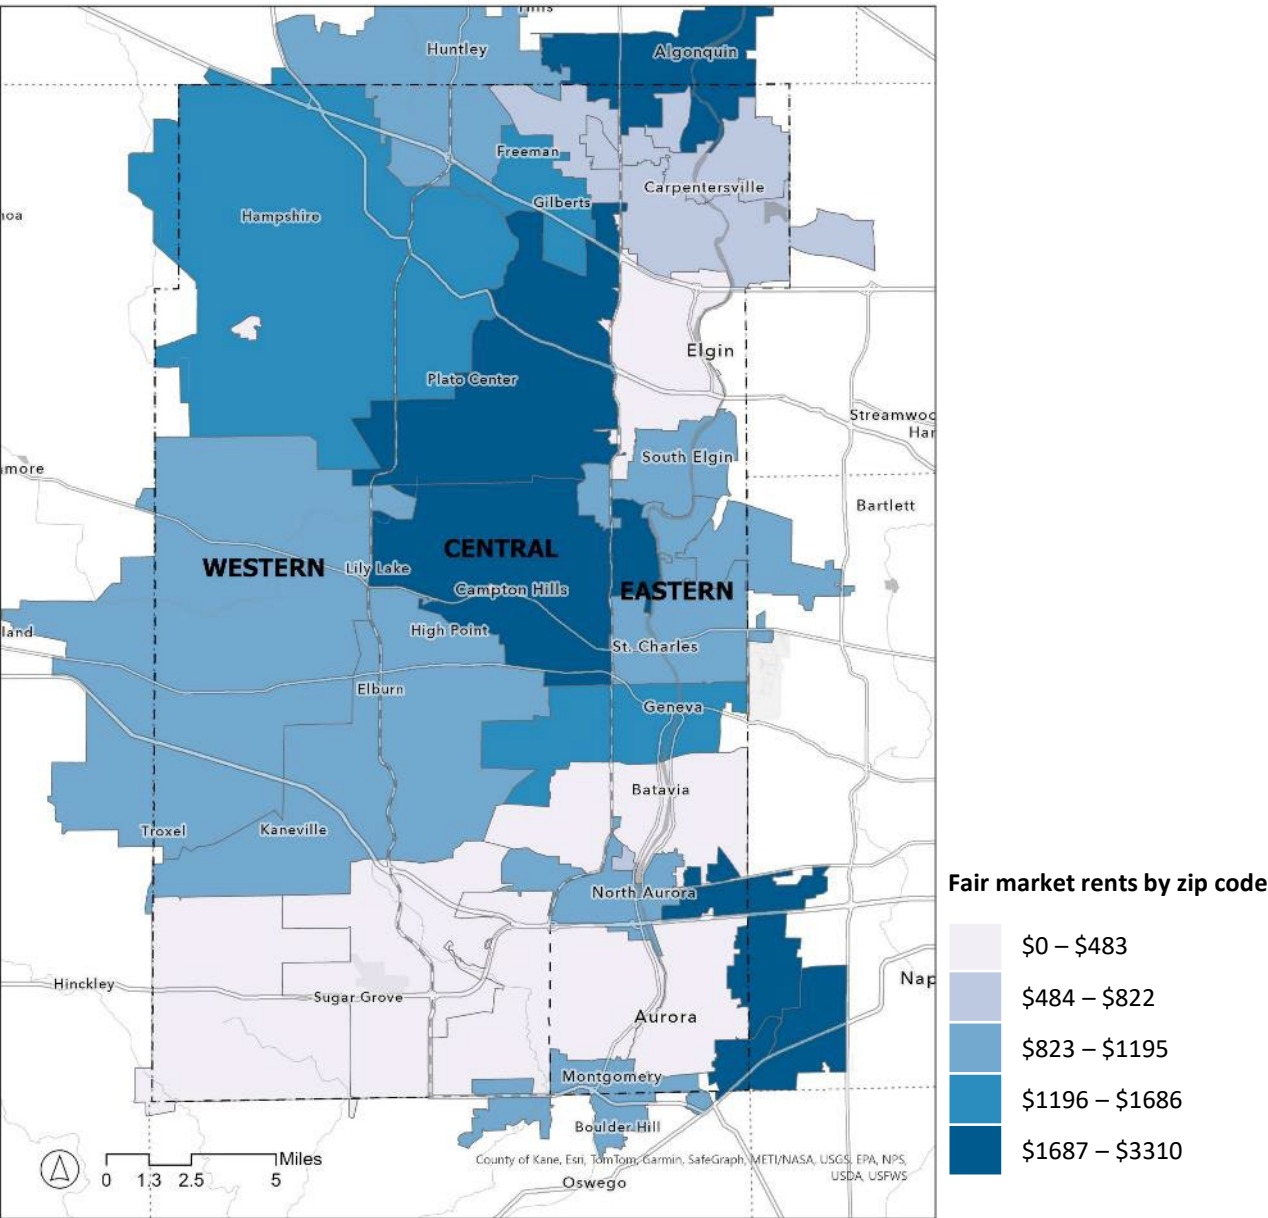 Huntley
Algonquin
Freeman
Carpentersville
Gilberts
Hampshire
Elgin
Plato Center
Streamwoo
Har
South Elgin
Bartlett
CENTRAL
WESTERN
Lily Lake
Campton Hills
EASTERN
High Point
St. Charles
Elburn
Geneva
Batavia
Troxel
Kaneville
North Aurora
Fair market rents by zip code
$0 – $483
$484 – $822
$823 – $1195
$1196 – $1686
$1687 – $3310
Hinckley
Nap
Sugar Grove
Aurora
Montgomery
Boulder Hill
Miles
0 1.3 2.5 5
County of Kane, Esri, TomTom, Garmin, SafeGraph, METI/NASA, USGS, EPA, NPS,
USDA, USFWS
Oswego